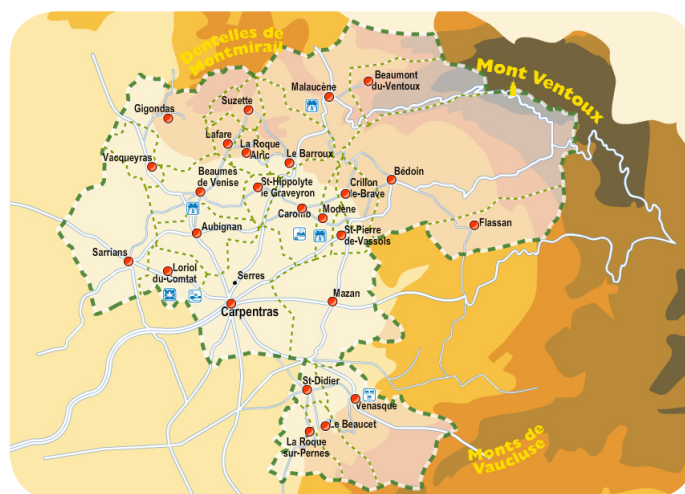 Dentelles de
Montmirail
Mont Ventoux
Beaumont
du-Ventoux
Malaucène
Suzette
Gigondas
Lafare
La Roque
Alric
Le Barroux
Vacqueyras
Beaumes
de Venise
St-Hippolyte
le Graveyron
Crillon
le-Brave
Bédoin
Caromb
Modène
Aubignan
St-Pierre
de-Vassols
Flassan
Sarrians
Loriol
du-Comtat
Serres
Carpentras
Mazan
St-Didier
Venasque
Le Beaucet
La Roque
sur-Pernes
Monts de
Vaucluse